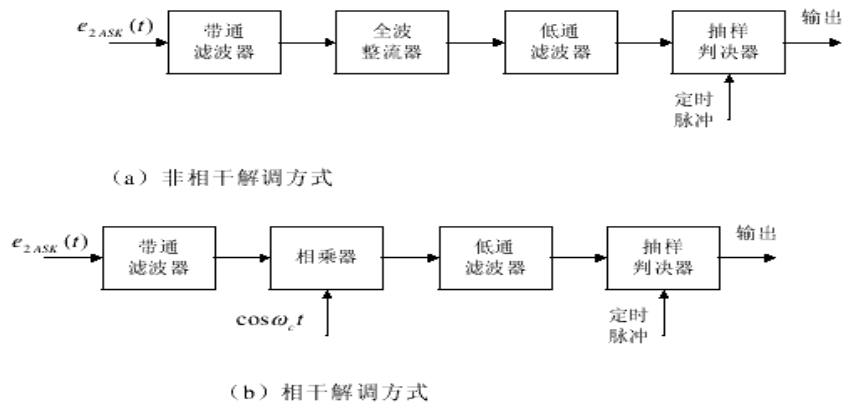 e2ASK(t)
带通
滤波器
全波
整流器
低通
滤波器
抽样
判决器
输出
定时
脉冲
（a）非相干解调方式
e2ASK(t)
带通
滤波器
相乘器
低通
滤波器
抽样
判决器
输出
cosωct
定时
脉冲
（b）相干解调方式